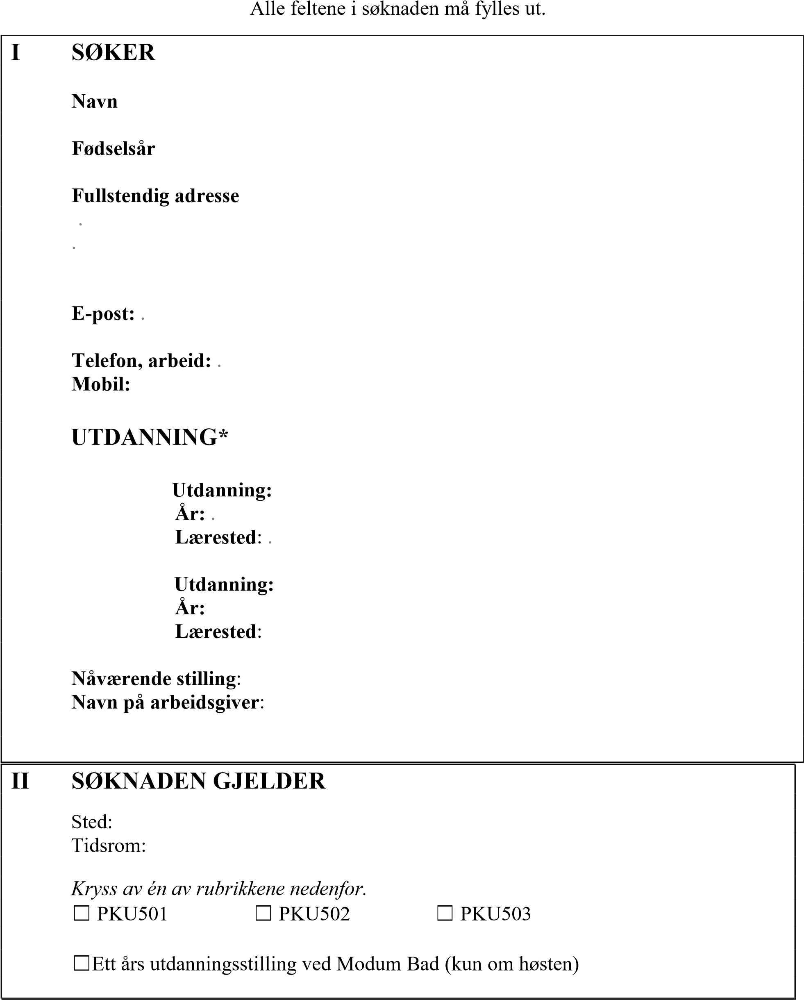 Alle feltene i søknaden må fylles ut.
I SØKER
Navn
Fødselsår
Fullstendig adresse
.
.
E-post: .
Telefon, arbeid: .
Mobil:
UTDANNING*
Utdanning:
År: .
Lærested: .
Utdanning:
År:
Lærested:
Nåværende stilling:
Navn på arbeidsgiver:
II SØKNADEN GJELDER
Sted:
Tidsrom:
Kryss av én av rubrikkene nedenfor.
☐ PKU501 ☐ PKU502 ☐ PKU503
☐Ett års utdanningsstilling ved Modum Bad (kun om høsten)